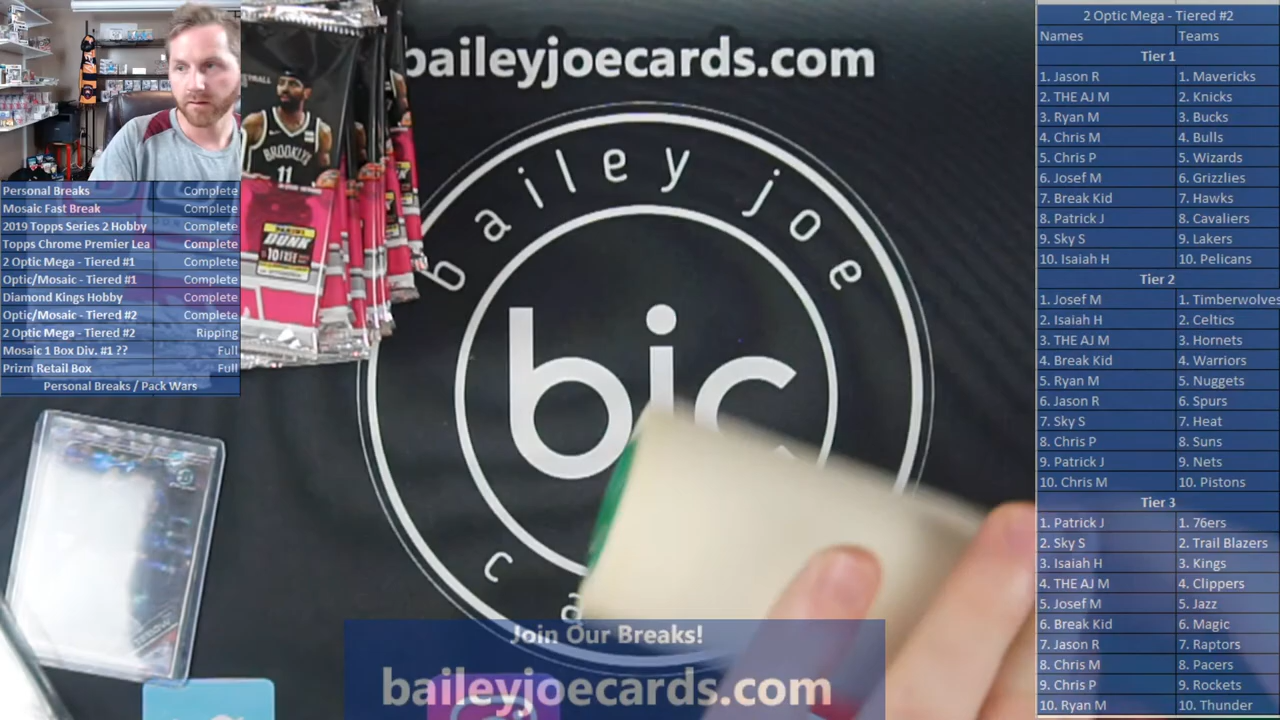 baileyjoecards.com
bailey joe
bjc
ca
BROOKLYN
11
PANINI
DUNK
10 FREE
Personal Breaks Complete
Mosaic Fast Break Complete
2019 Topps Series 2 Hobby Complete
Topps Chrome Premier Lea Complete
2 Optic Mega - Tiered #1 Complete
Optic/Mosaic - Tiered #1 Complete
Diamond Kings Hobby Complete
Optic/Mosaic - Tiered #2 Complete
2 Optic Mega - Tiered #2 Ripping
Mosaic 1 Box Div. #1 ?? Full
Prizm Retail Box Full
Personal Breaks / Pack Wars
Join Our Breaks!
baileyjoecards.com
2 Optic Mega - Tiered #2
Names Teams
Tier 1
1. Jason R 1. Mavericks
2. THE AJ M 2. Knicks
3. Ryan M 3. Bucks
4. Chris M 4. Bulls
5. Chris P 5. Wizards
6. Josef M 6. Grizzlies
7. Break Kid 7. Hawks
8. Patrick J 8. Cavaliers
9. Sky S 9. Lakers
10. Isaiah H 10. Pelicans
Tier 2
1. Josef M 1. Timberwolves
2. Isaiah H 2. Celtics
3. THE AJ M 3. Hornets
4. Break Kid 4. Warriors
5. Ryan M 5. Nuggets
6. Jason R 6. Spurs
7. Sky S 7. Heat
8. Chris P 8. Suns
9. Patrick J 9. Nets
10. Chris M 10. Pistons
Tier 3
1. Patrick J 1. 76ers
2. Sky S 2. Trail Blazers
3. Isaiah H 3. Kings
4. THE AJ M 4. Clippers
5. Josef M 5. Jazz
6. Break Kid 6. Magic
7. Jason R 7. Raptors
8. Chris M 8. Pacers
9. Chris P 9. Rockets
10. Ryan M 10. Thunder